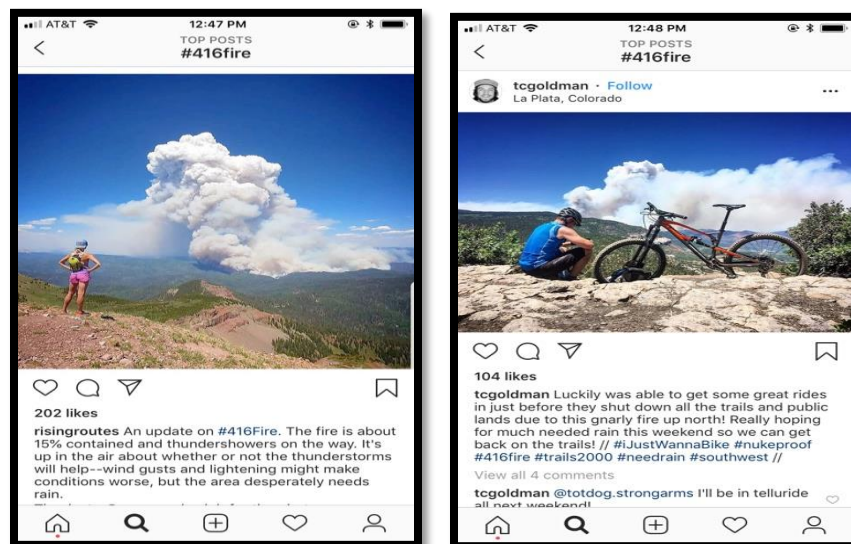 AT&T
12:47 PM
TOP POSTS
#416fire
202 likes
risingroutes An update on #416Fire. The fire is about
15% contained and thundershowers on the way. It's
up in the air about whether or not the thunderstorms
will help--wind gusts and lightening might make
conditions worse, but the area desperately needs
rain.
AT&T
12:48 PM
TOP POSTS
#416fire
tcgoldman · Follow
La Plata, Colorado
104 likes
tcgoldman Luckily was able to get some great rides
in just before they shut down all the trails and public
lands due to this gnarly fire up north! Really hoping
for much needed rain this weekend so we can get
back on the trails! // #iJustWannaBike #nukeproof
#416fire #trails2000 #needrain #southwest //
View all 4 comments
tcgoldman @totdog.strongarms I'll be in telluride
all next weekend!